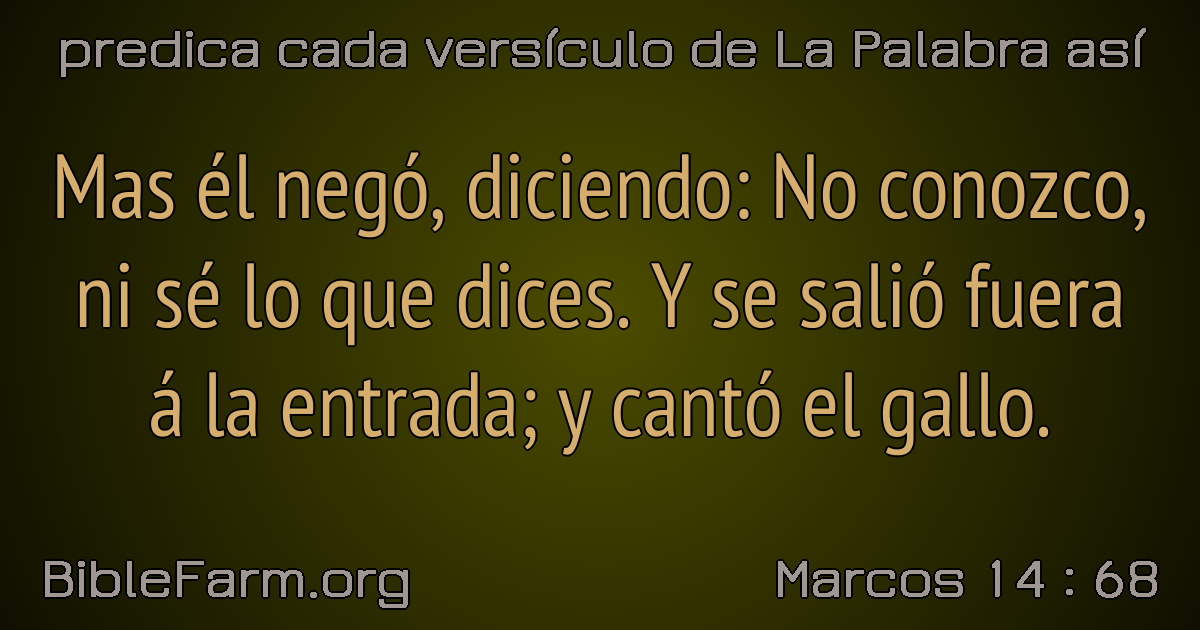 predica cada versículo de La Palabra así
Mas él negó, diciendo: No conozco,
ni sé lo que dices. Y se salió fuera
á la entrada; y cantó el gallo.
BibleFarm.org
Marcos 14 : 68